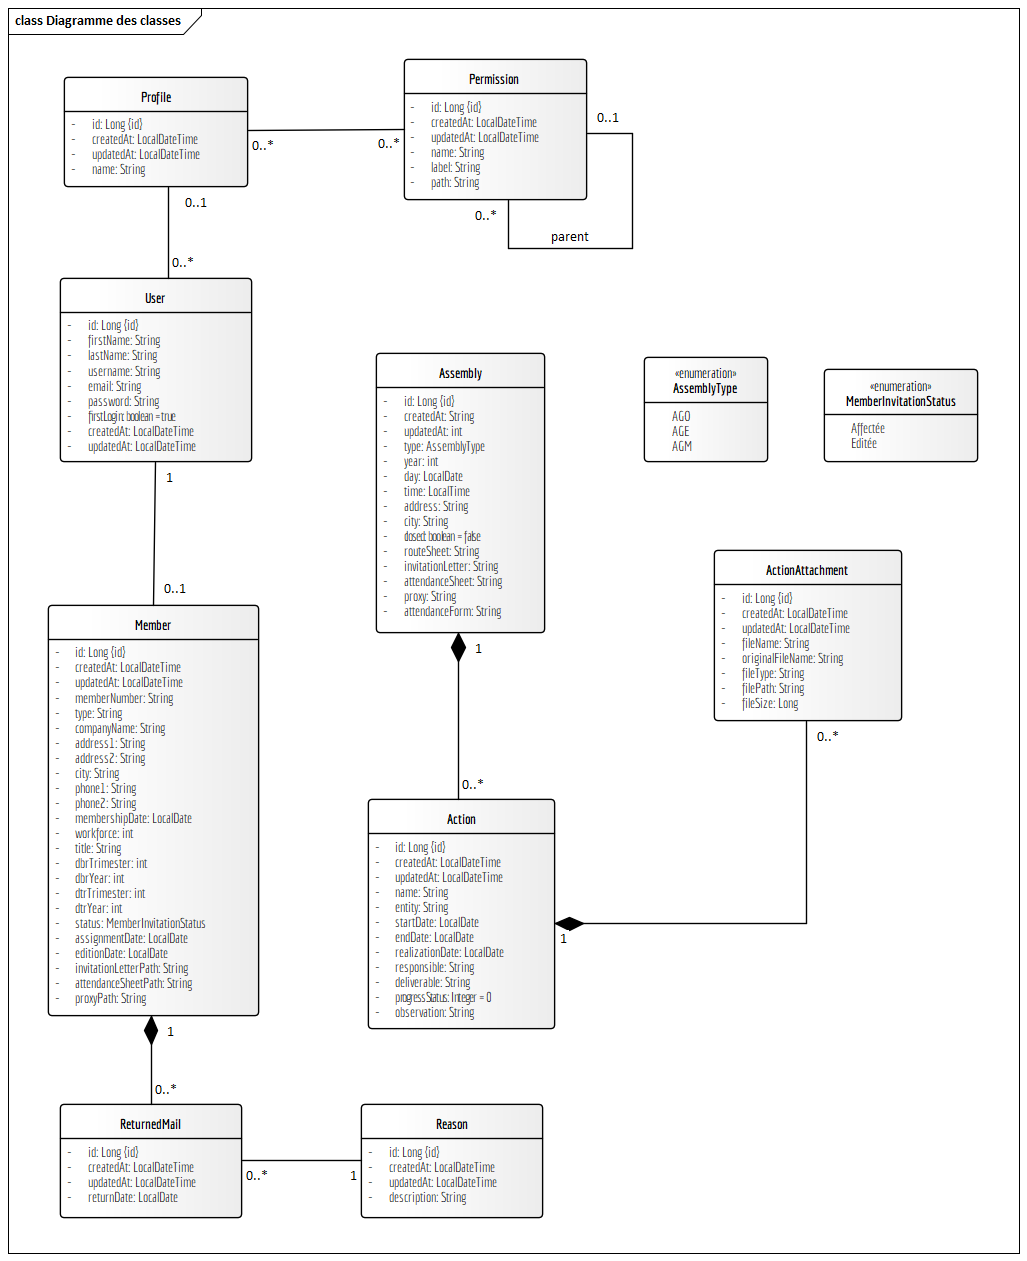 class Diagramme des classes
Profile
- id: Long {id}
- createdAt: LocalDateTime
- updatedAt: LocalDateTime
- name: String
0..*
0..*
0..1
0..*
Permission
- id: Long {id}
- createdAt: LocalDateTime
- updatedAt: LocalDateTime
- name: String
- label: String
- path: String
0..1
0..*
parent
User
- id: Long {id}
- firstName: String
- lastName: String
- username: String
- email: String
- password: String
- firstLogin: boolean = true
- createdAt: LocalDateTime
- updatedAt: LocalDateTime
1
0..1
Assembly
- id: Long {id}
- createdAt: String
- updatedAt: int
- type: AssemblyType
- year: int
- day: LocalDate
- time: LocalTime
- address: String
- city: String
- closed: boolean = false
- routeSheet: String
- invitationLetter: String
- attendanceSheet: String
- proxy: String
- attendanceForm: String
1
0..*
«enumeration»
AssemblyType
AGO
AGE
AGM
«enumeration»
MemberInvitationStatus
Affectée
Editée
ActionAttachment
- id: Long {id}
- createdAt: LocalDateTime
- updatedAt: LocalDateTime
- fileName: String
- originalFileName: String
- fileType: String
- filePath: String
- fileSize: Long
0..*
1
Member
- id: Long {id}
- createdAt: LocalDateTime
- updatedAt: LocalDateTime
- memberNumber: String
- type: String
- companyName: String
- address1: String
- address2: String
- city: String
- phone1: String
- phone2: String
- membershipDate: LocalDate
- workforce: int
- title: String
- dbrTrimester: int
- dbrYear: int
- dtrTrimester: int
- dtrYear: int
- status: MemberInvitationStatus
- assignmentDate: LocalDate
- editionDate: LocalDate
- invitationLetterPath: String
- attendanceSheetPath: String
- proxyPath: String
1
0..*
Action
- id: Long {id}
- createdAt: LocalDateTime
- updatedAt: LocalDateTime
- name: String
- entity: String
- startDate: LocalDate
- endDate: LocalDate
- realizationDate: LocalDate
- responsible: String
- deliverable: String
- progressStatus: Integer = 0
- observation: String
ReturnedMail
- id: Long {id}
- createdAt: LocalDateTime
- updatedAt: LocalDateTime
- returnDate: LocalDate
0..*
1
Reason
- id: Long {id}
- createdAt: LocalDateTime
- updatedAt: LocalDateTime
- description: String